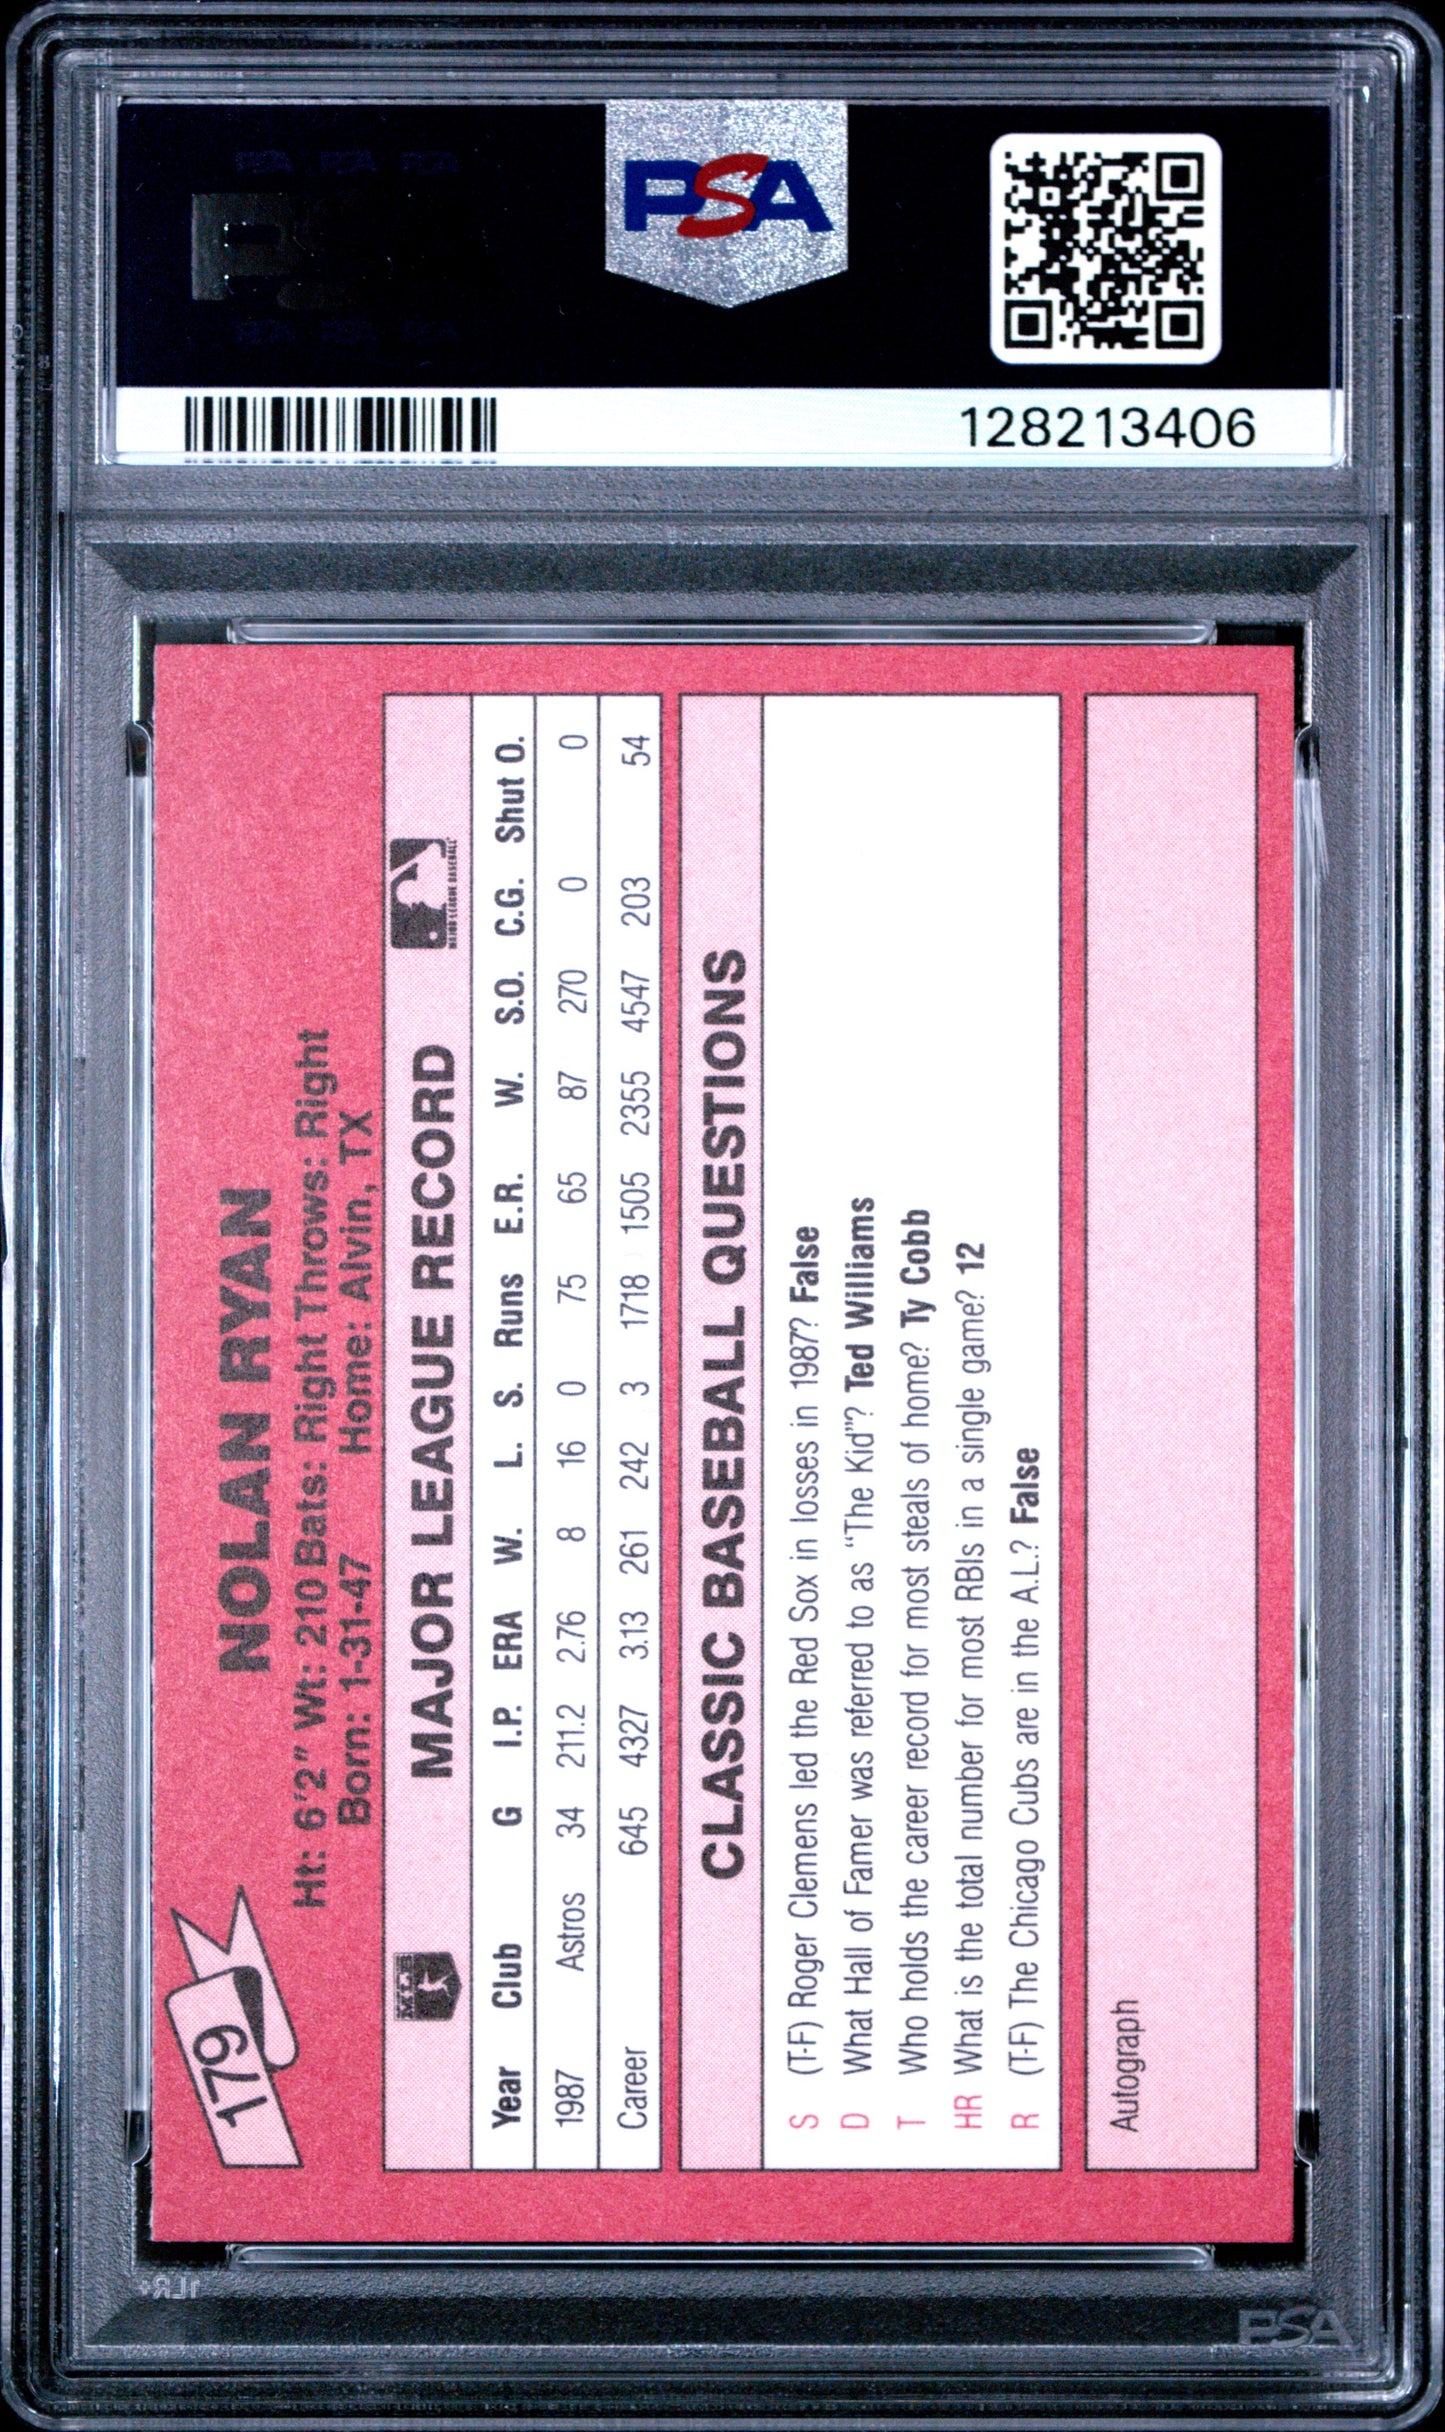 PSA
128213406
179
NOLAN RYAN
Ht: 6'2" Wt: 210 Bats: Right Throws: Right
Born: 1-31-47 Home: Alvin, TX
MLB
MAJOR LEAGUE RECORD
MAJOR LEAGUE BASEBALL
Year Club G I.P. ERA W. L. S. Runs E.R. W. S.O. C.G. Shut O.
1987 Astros 34 211.2 2.76 8 16 0 75 65 87 270 0 0
Career 645 4327 3.13 261 242 3 1718 1505 2355 4547 203 54
CLASSIC BASEBALL QUESTIONS
S (T-F) Roger Clemens led the Red Sox in losses in 1987? False
D What Hall of Famer was referred to as "The Kid"? Ted Williams
T Who holds the career record for most steals of home? Ty Cobb
HR What is the total number for most RBIs in a single game? 12
R (T-F) The Chicago Cubs are in the A.L.? False
Autograph
PSA